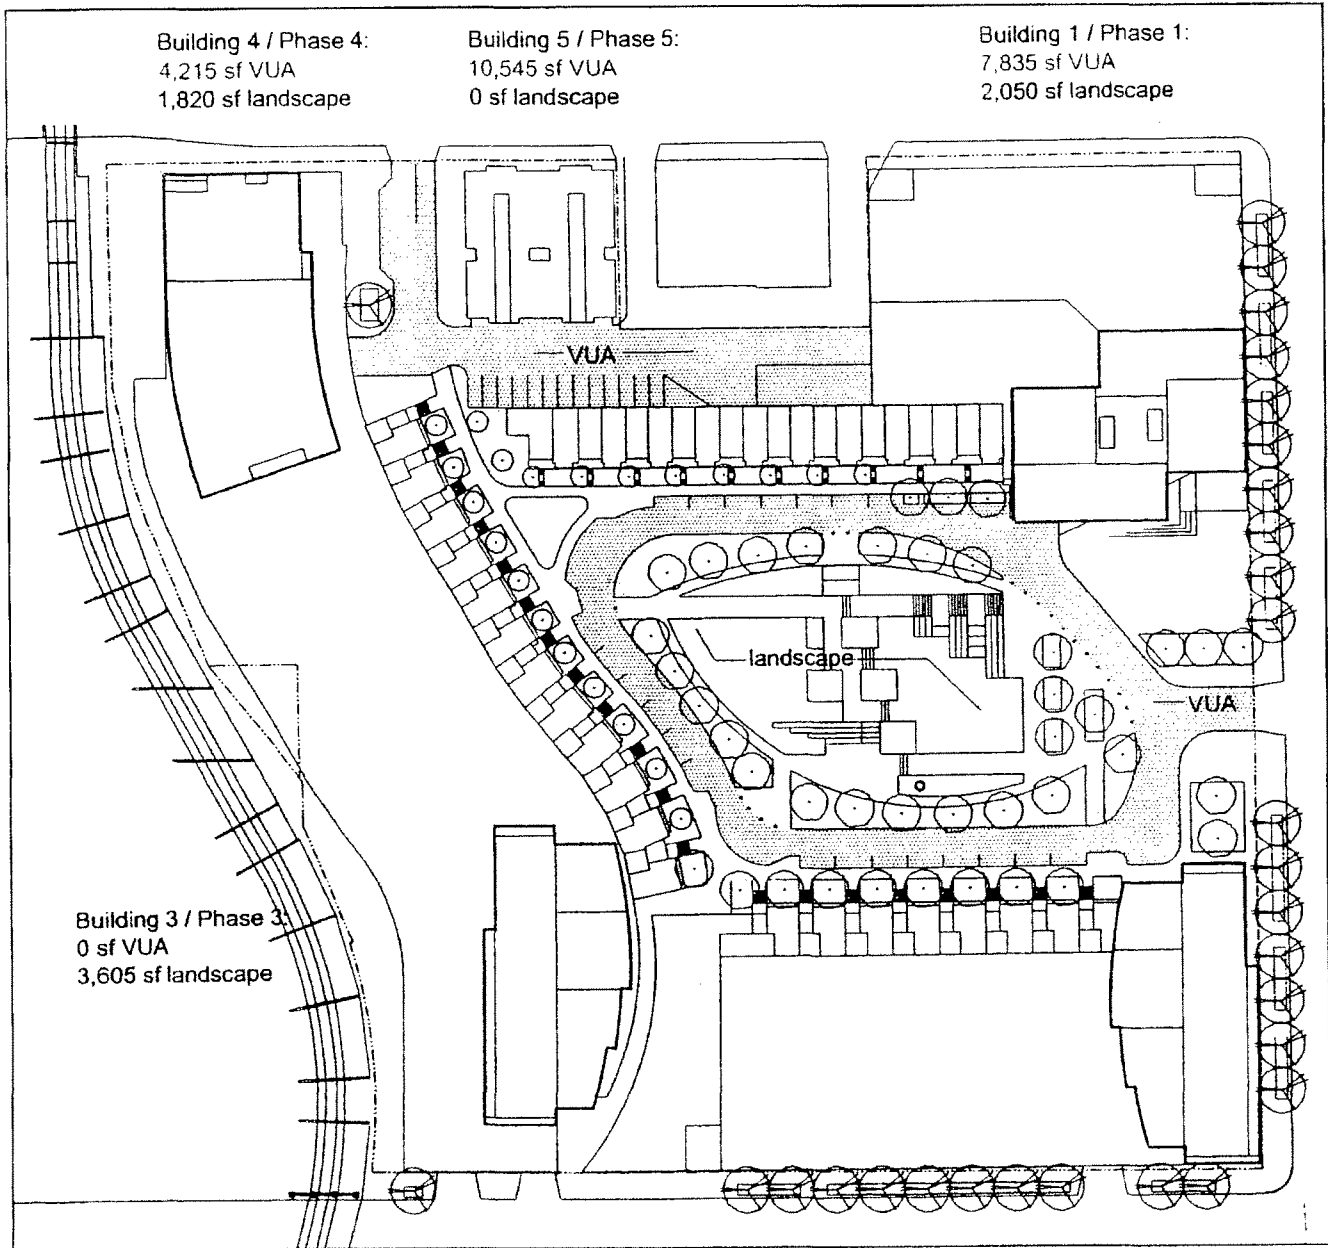 Building 4 / Phase 4:
4,215 sf VUA
1,820 sf landscape
Building 5 / Phase 5:
10,545 sf VUA
0 sf landscape
Building 1 / Phase 1:
7,835 sf VUA
2,050 sf landscape
VUA
landscape
VUA
Building 3 / Phase 3:
0 sf VUA
3,605 sf landscape